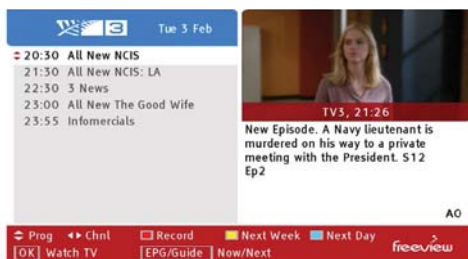 3
Tue 3 Feb
20:30 All New NCIS
21:30 All New NCIS: LA
22:30 3 News
23:00 All New The Good Wife
23:55 Infomercials
TV3, 21:26
New Episode. A Navy lieutenant is
murdered on his way to a private
meeting with the President. S12
Ep2
AO
Prog Chnl Record Next Week Next Day
[OK] Watch TV [EPG/Guide] Now/Next
freeview